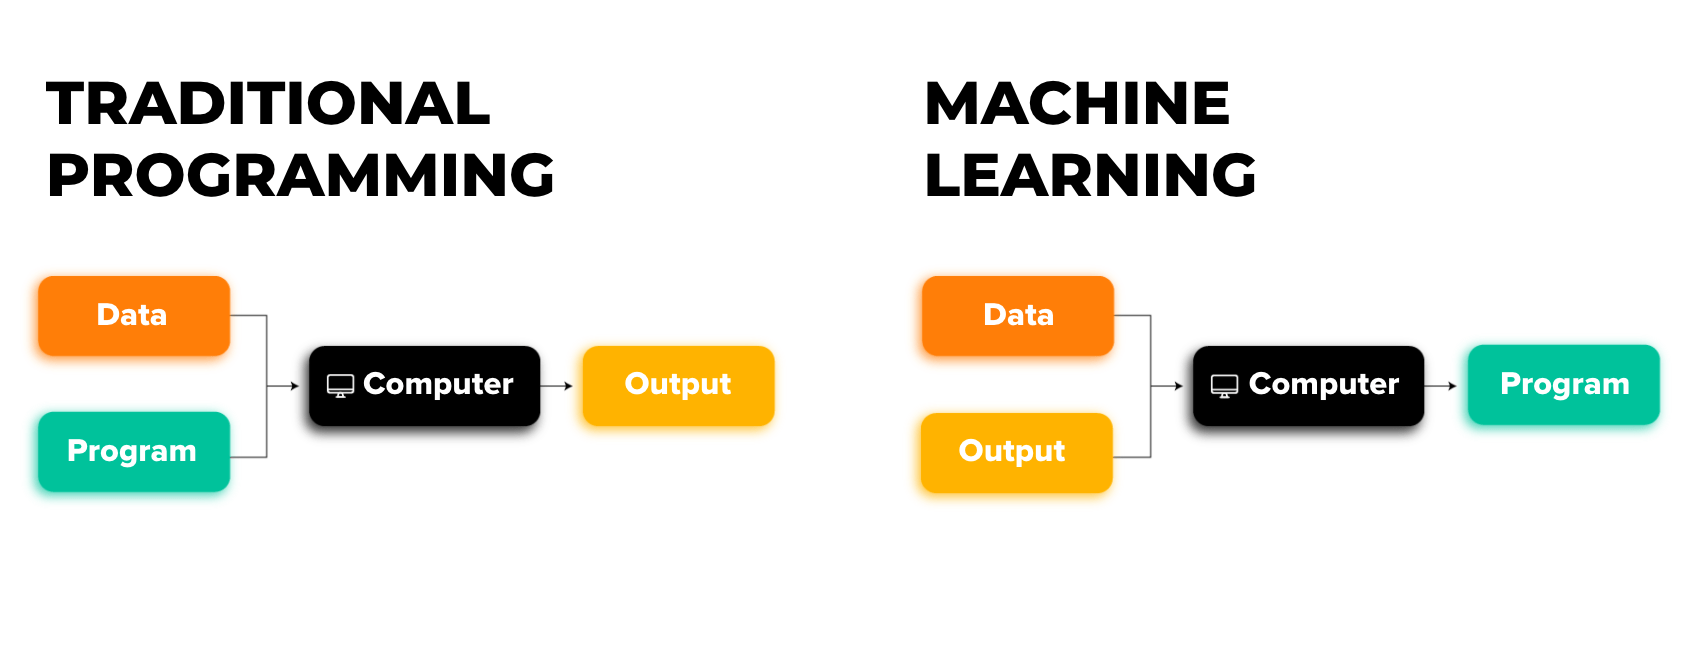 TRADITIONAL
PROGRAMMING
Data
Program
Computer
Output
MACHINE
LEARNING
Data
Output
Computer
Program